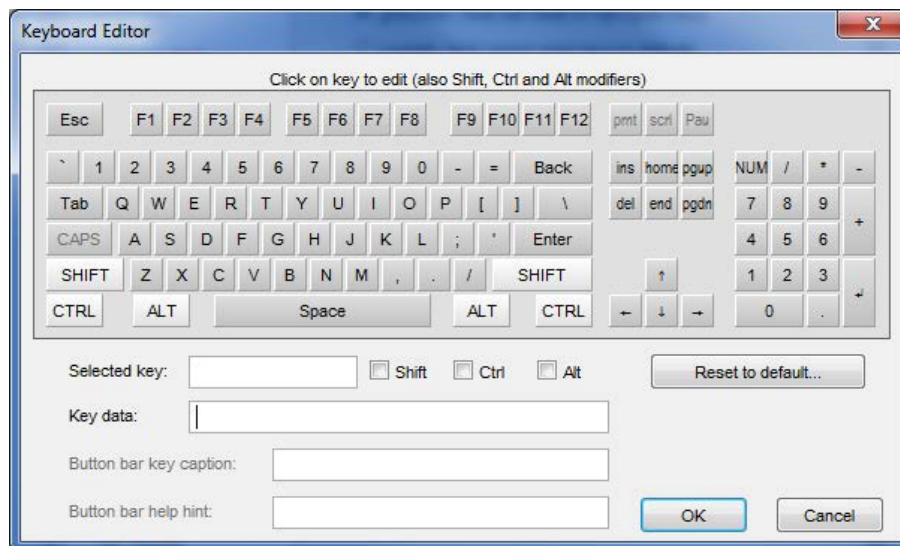 Keyboard Editor
Click on key to edit (also Shift, Ctrl and Alt modifiers)
Esc F1 F2 F3 F4 F5 F6 F7 F8 F9 F10 F11 F12 prnt scrl Pau
` 1 2 3 4 5 6 7 8 9 0 - = Back ins home pgup NUM / * -
Tab Q W E R T Y U I O P [ ] \ del end pgdn 7 8 9 +
CAPS A S D F G H J K L ; ' Enter 4 5 6
SHIFT Z X C V B N M , . / SHIFT ↑ 1 2 3 ↵
CTRL ALT Space ALT CTRL ← ↓ → 0 .
Selected key: Shift Ctrl Alt Reset to default...
Key data:
Button bar key caption:
Button bar help hint: OK Cancel